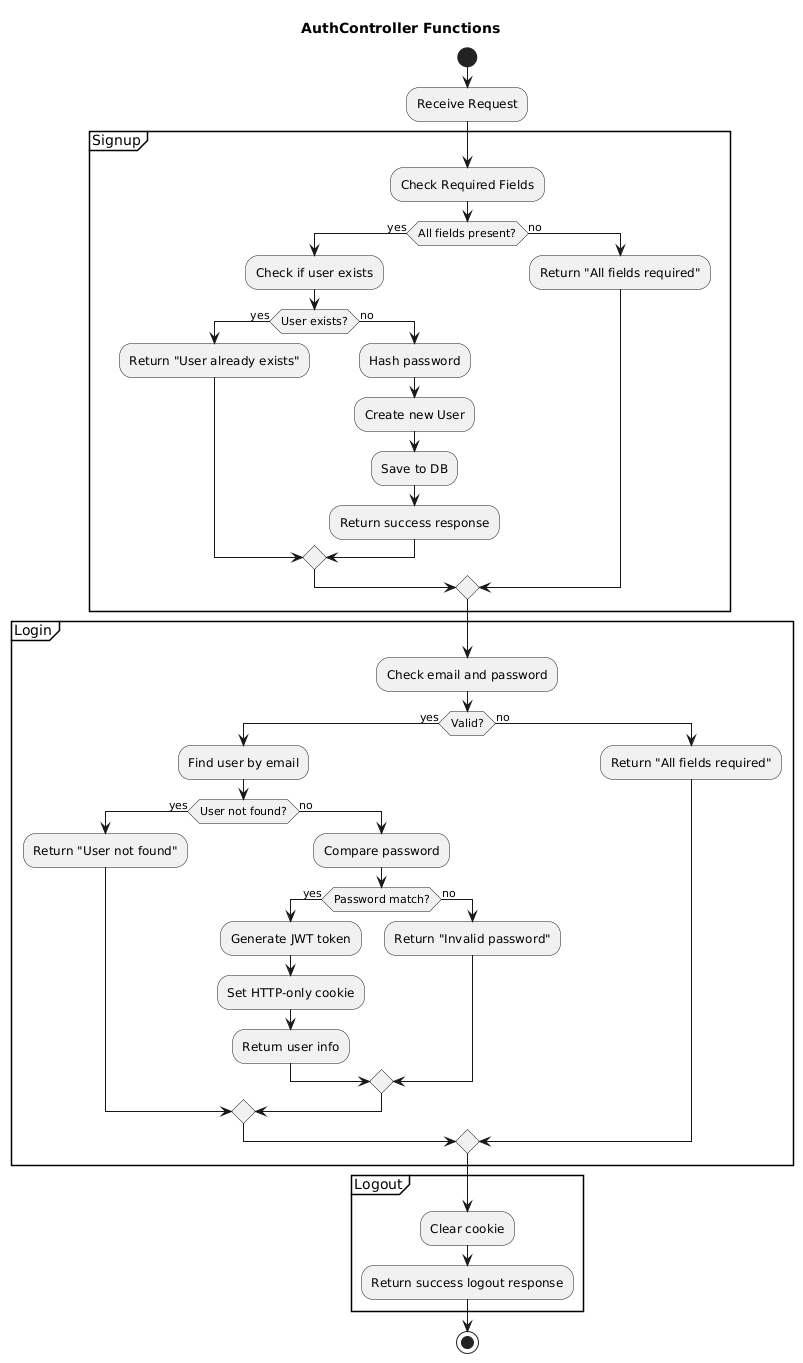 AuthController Functions
Receive Request
Signup
Check Required Fields
yes
All fields present?
no
Check if user exists
Return "All fields required"
yes
User exists?
no
Return "User already exists"
Hash password
Create new User
Save to DB
Return success response
Login
Check email and password
yes
Valid?
no
Find user by email
Return "All fields required"
yes
User not found?
no
Return "User not found"
Compare password
yes
Password match?
no
Generate JWT token
Return "Invalid password"
Set HTTP-only cookie
Return user info
Logout
Clear cookie
Return success logout response